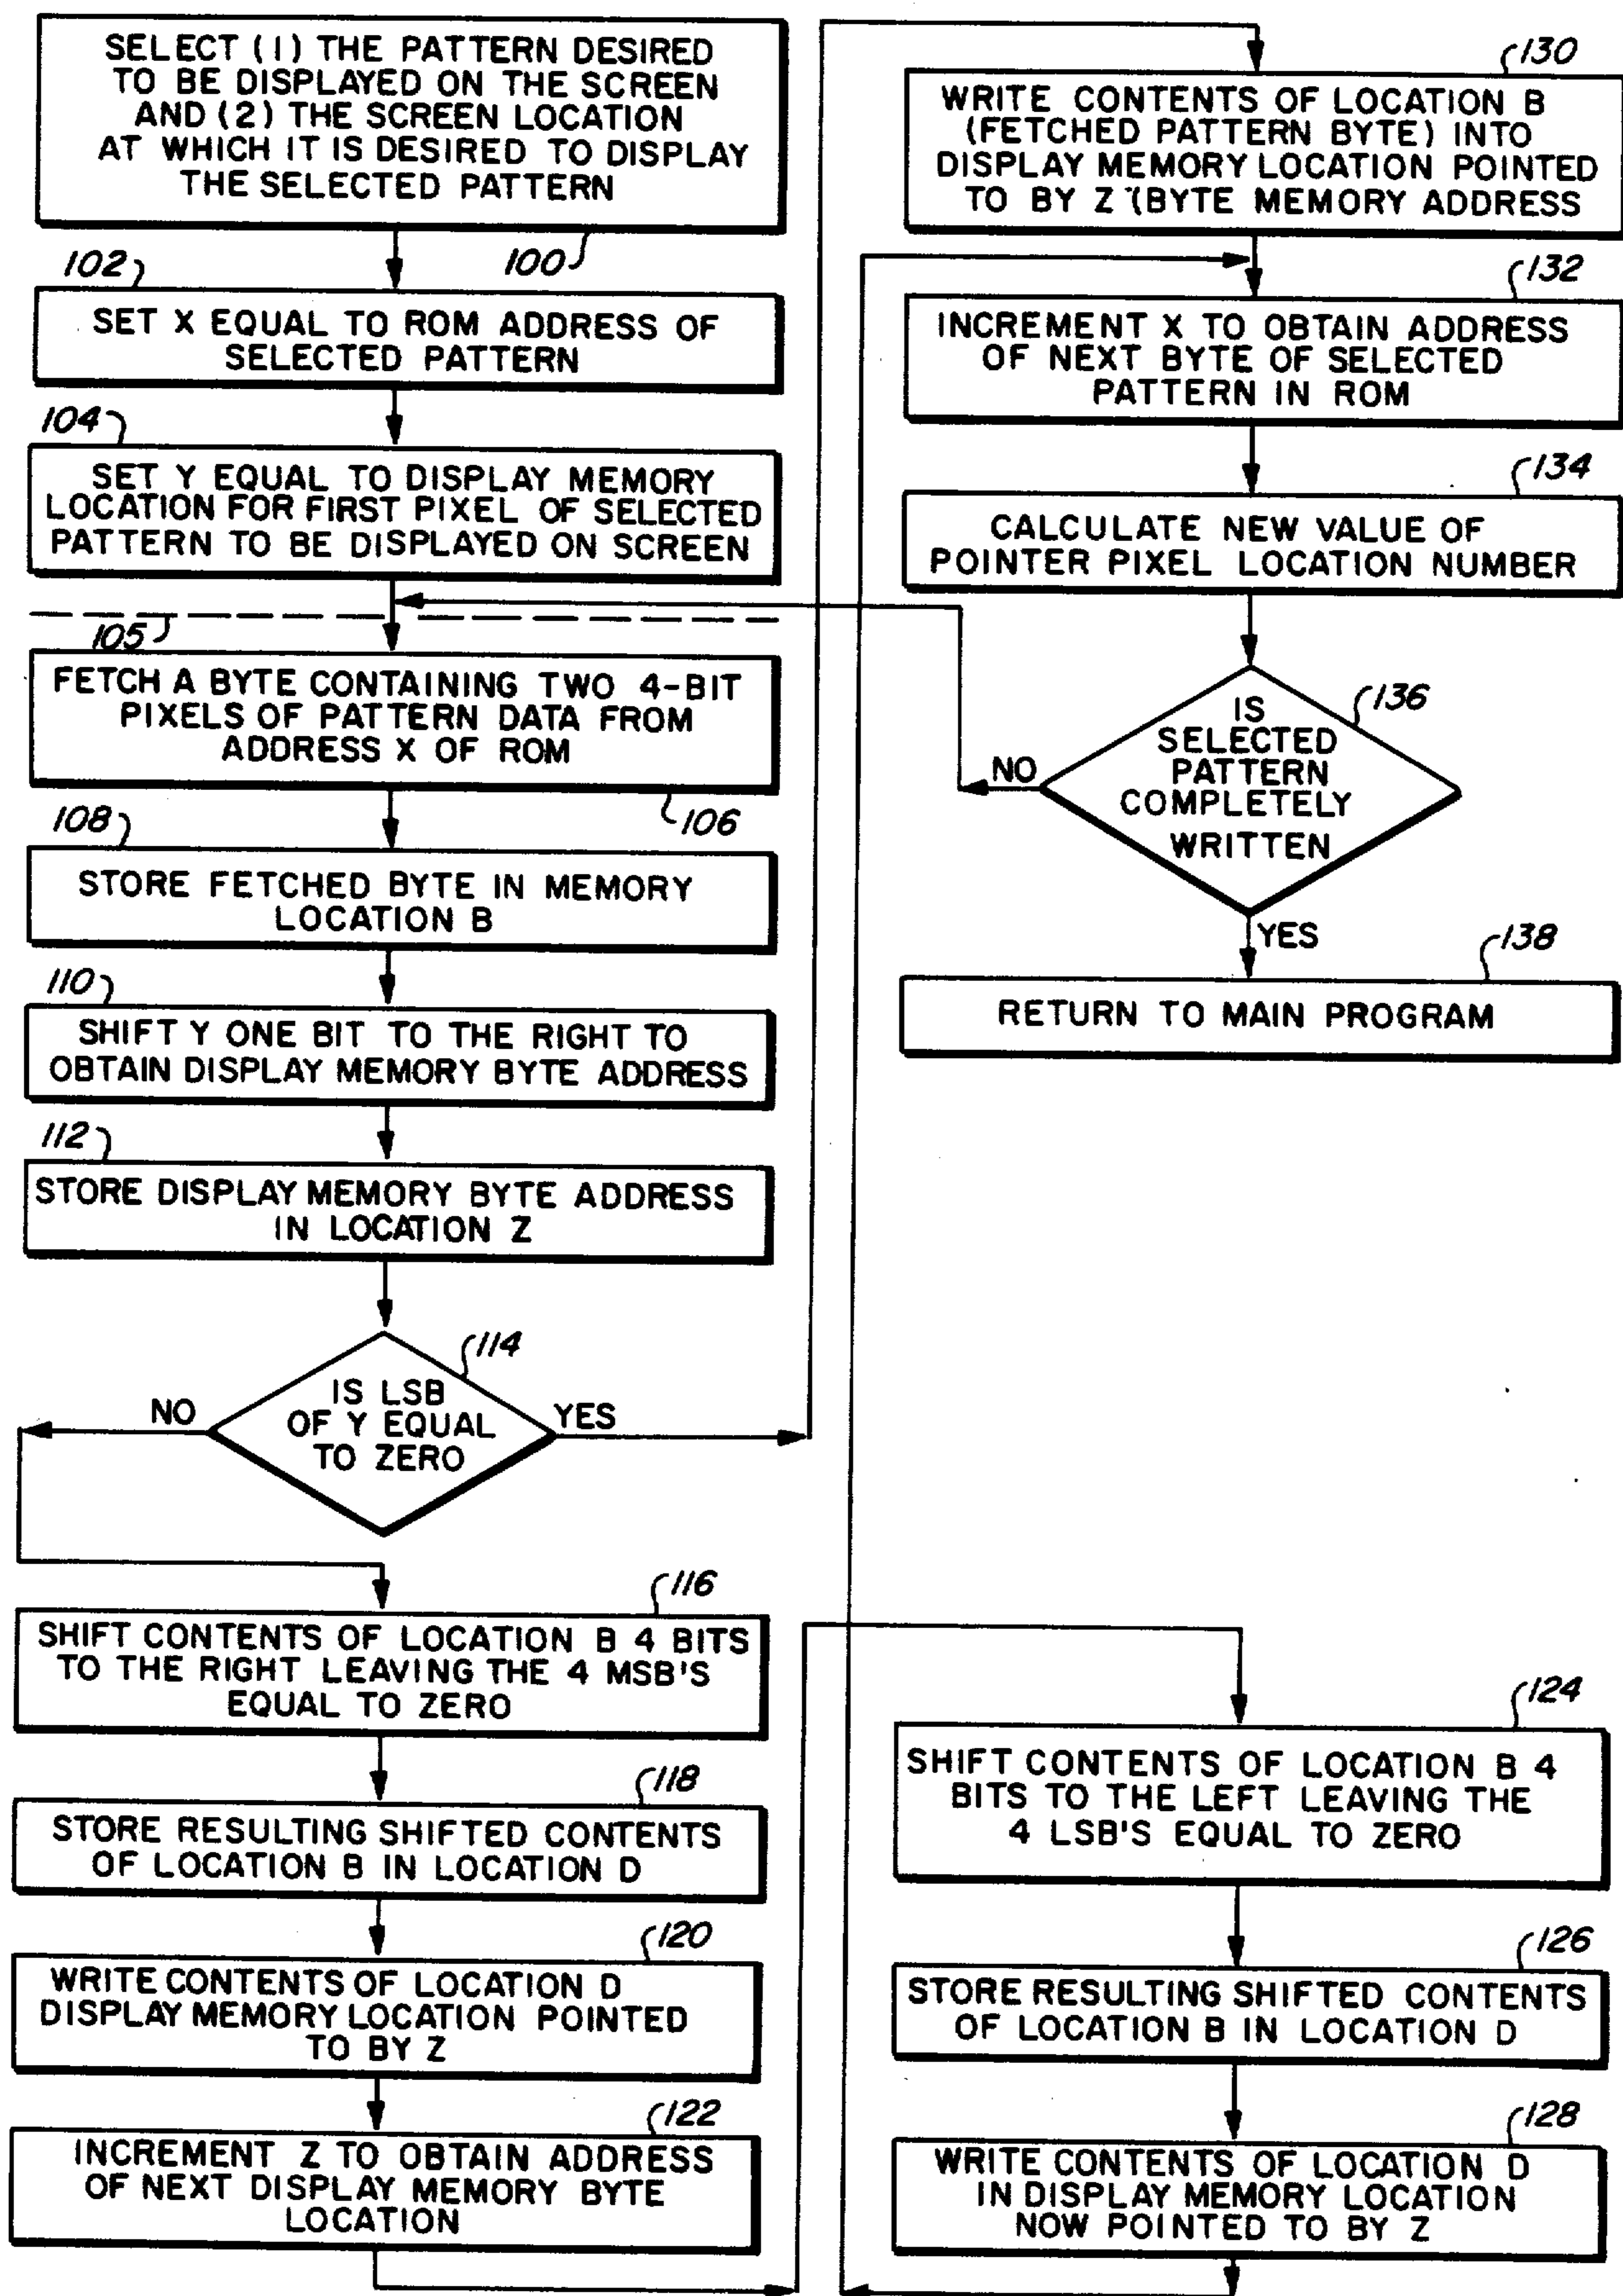 SELECT (1) THE PATTERN DESIRED
TO BE DISPLAYED ON THE SCREEN
AND (2) THE SCREEN LOCATION
AT WHICH IT IS DESIRED TO DISPLAY
THE SELECTED PATTERN
100
102
SET X EQUAL TO ROM ADDRESS OF
SELECTED PATTERN
104
SET Y EQUAL TO DISPLAY MEMORY
LOCATION FOR FIRST PIXEL OF SELECTED
PATTERN TO BE DISPLAYED ON SCREEN
105
FETCH A BYTE CONTAINING TWO 4-BIT
PIXELS OF PATTERN DATA FROM
ADDRESS X OF ROM
106
108
STORE FETCHED BYTE IN MEMORY
LOCATION B
110
SHIFT Y ONE BIT TO THE RIGHT TO
OBTAIN DISPLAY MEMORY BYTE ADDRESS
112
STORE DISPLAY MEMORY BYTE ADDRESS
IN LOCATION Z
114
IS LSB
OF Y EQUAL
TO ZERO
NO
YES
116
SHIFT CONTENTS OF LOCATION B 4 BITS
TO THE RIGHT LEAVING THE 4 MSB'S
EQUAL TO ZERO
118
STORE RESULTING SHIFTED CONTENTS
OF LOCATION B IN LOCATION D
120
WRITE CONTENTS OF LOCATION D
DISPLAY MEMORY LOCATION POINTED
TO BY Z
122
INCREMENT Z TO OBTAIN ADDRESS
OF NEXT DISPLAY MEMORY BYTE
LOCATION
124
SHIFT CONTENTS OF LOCATION B 4
BITS TO THE LEFT LEAVING THE
4 LSB'S EQUAL TO ZERO
126
STORE RESULTING SHIFTED CONTENTS
OF LOCATION B IN LOCATION D
128
WRITE CONTENTS OF LOCATION D
IN DISPLAY MEMORY LOCATION
NOW POINTED TO BY Z
130
WRITE CONTENTS OF LOCATION B
(FETCHED PATTERN BYTE) INTO
DISPLAY MEMORY LOCATION POINTED
TO BY Z (BYTE MEMORY ADDRESS
132
INCREMENT X TO OBTAIN ADDRESS
OF NEXT BYTE OF SELECTED
PATTERN IN ROM
134
CALCULATE NEW VALUE OF
POINTER PIXEL LOCATION NUMBER
136
IS
SELECTED
PATTERN
COMPLETELY
WRITTEN
NO
YES
138
RETURN TO MAIN PROGRAM